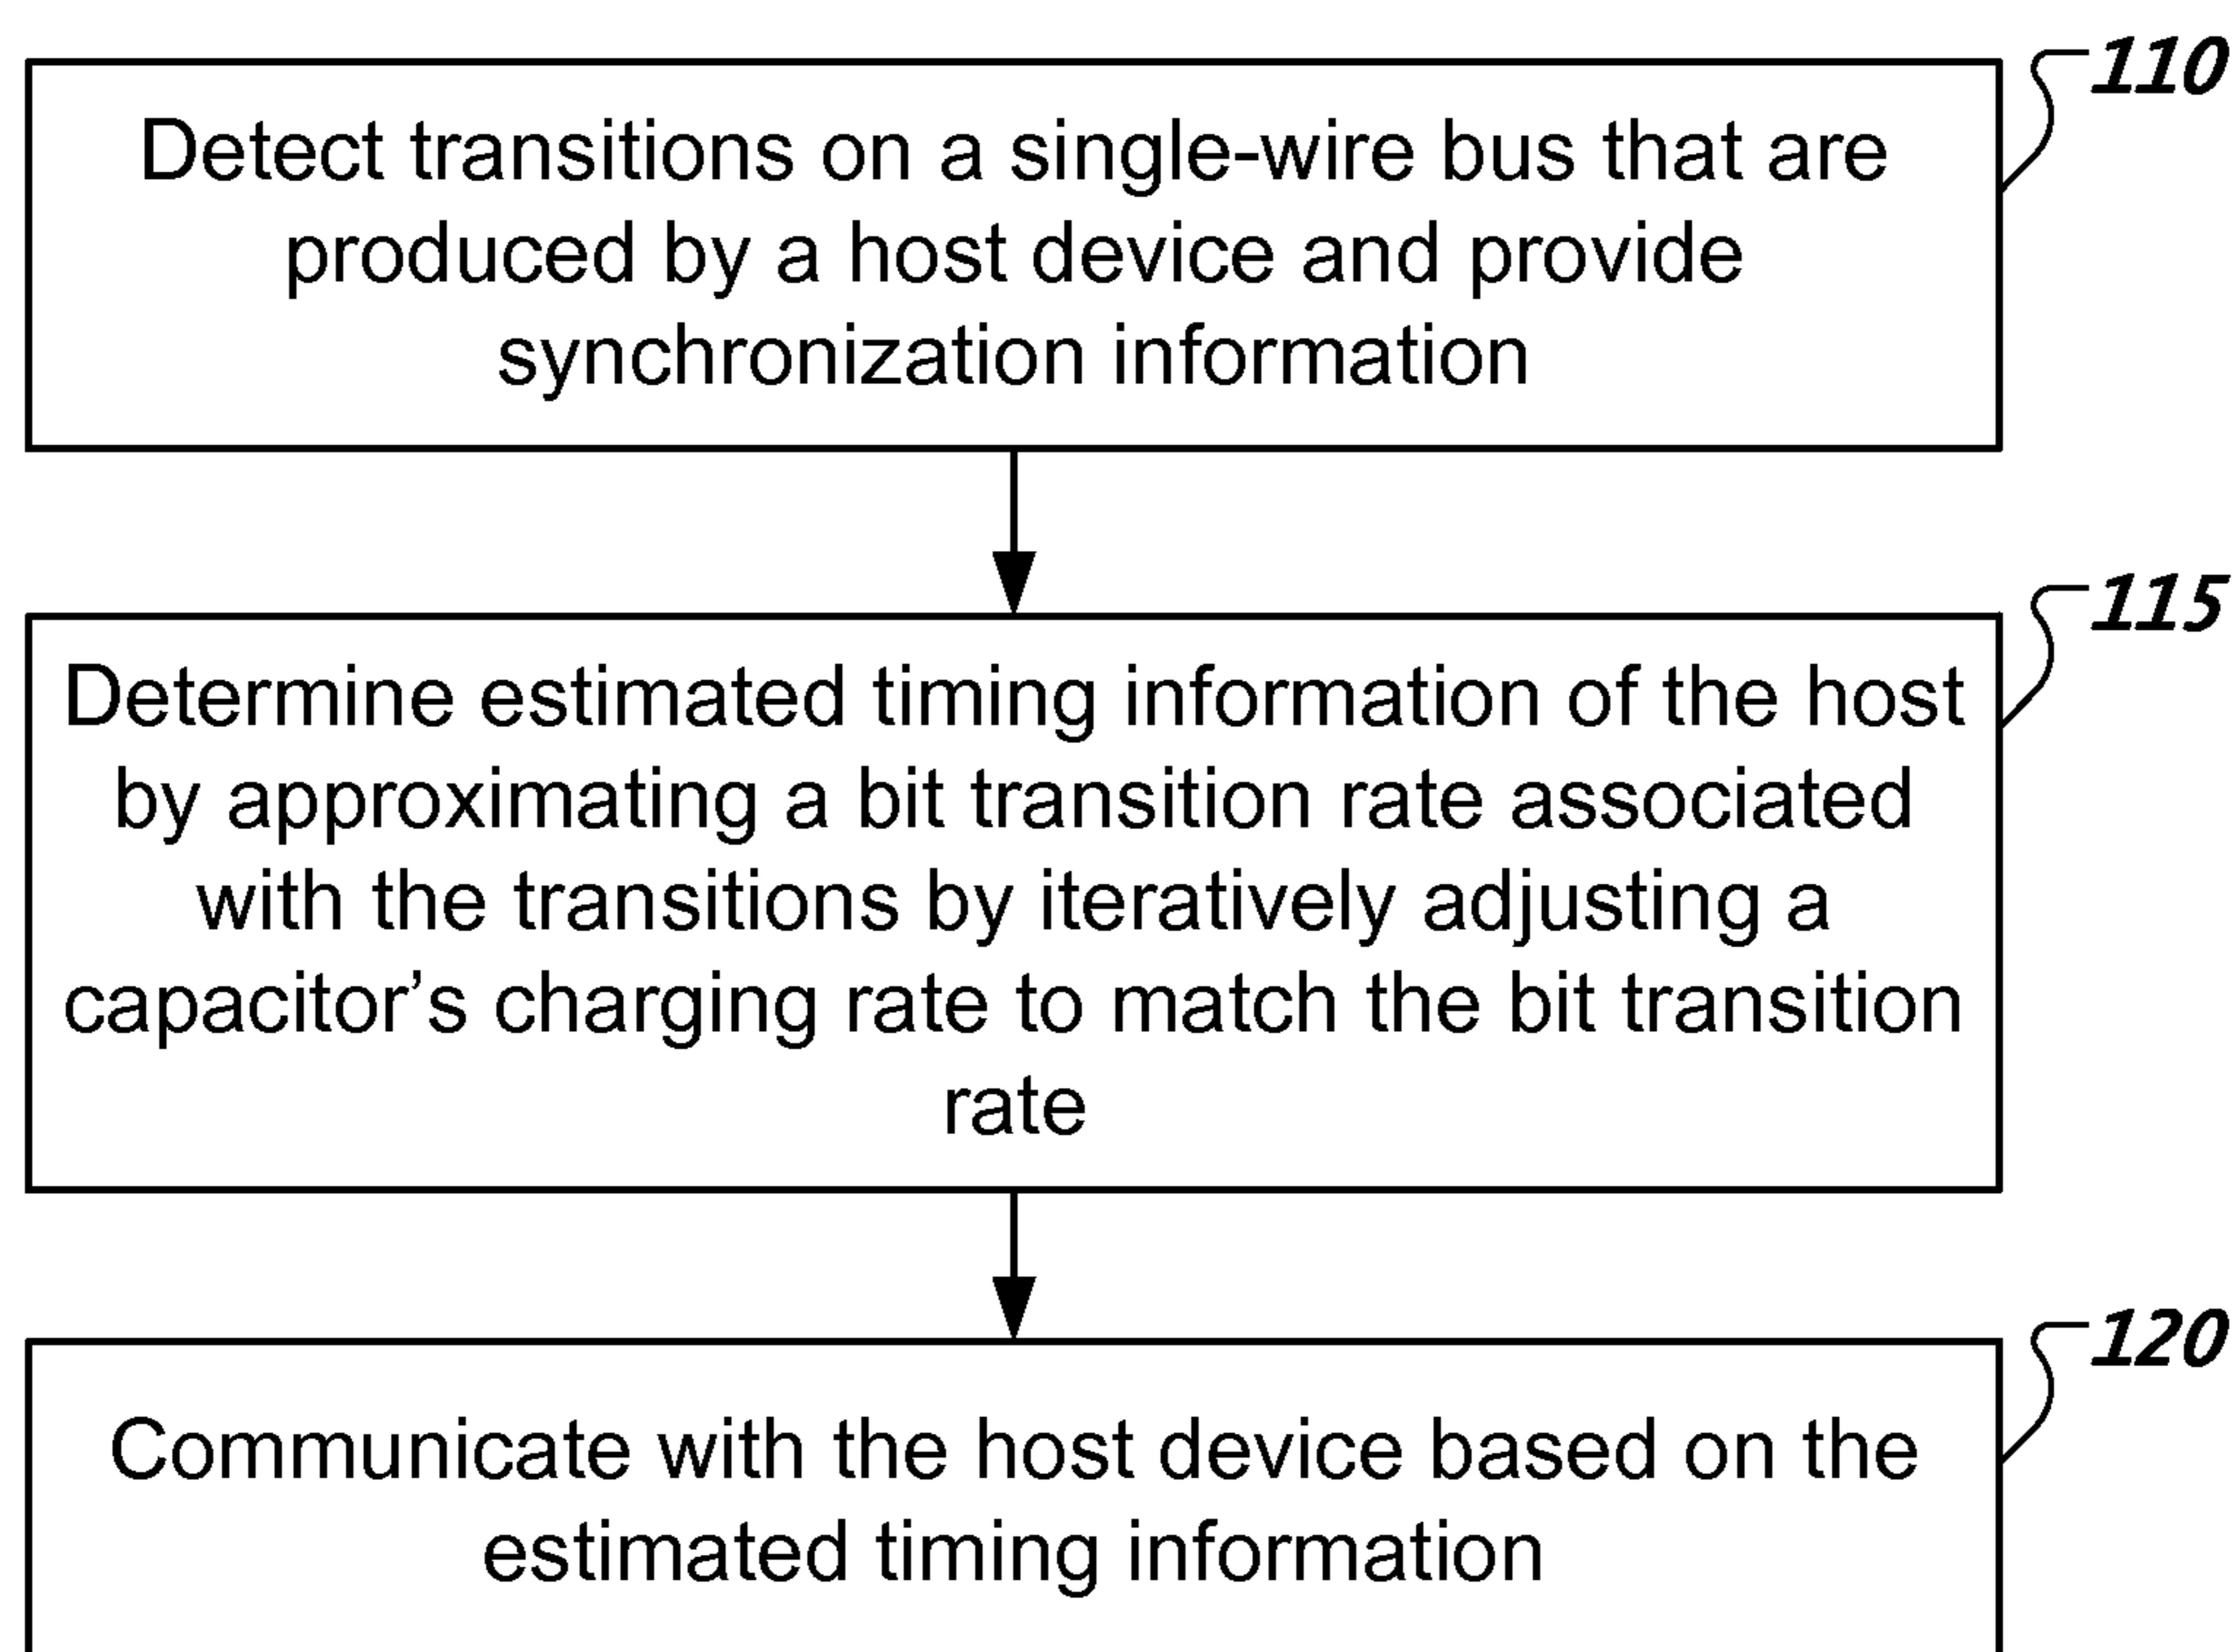 110
Detect transitions on a single-wire bus that are
produced by a host device and provide
synchronization information
115
Determine estimated timing information of the host
by approximating a bit transition rate associated
with the transitions by iteratively adjusting a
capacitor’s charging rate to match the bit transition
rate
120
Communicate with the host device based on the
estimated timing information